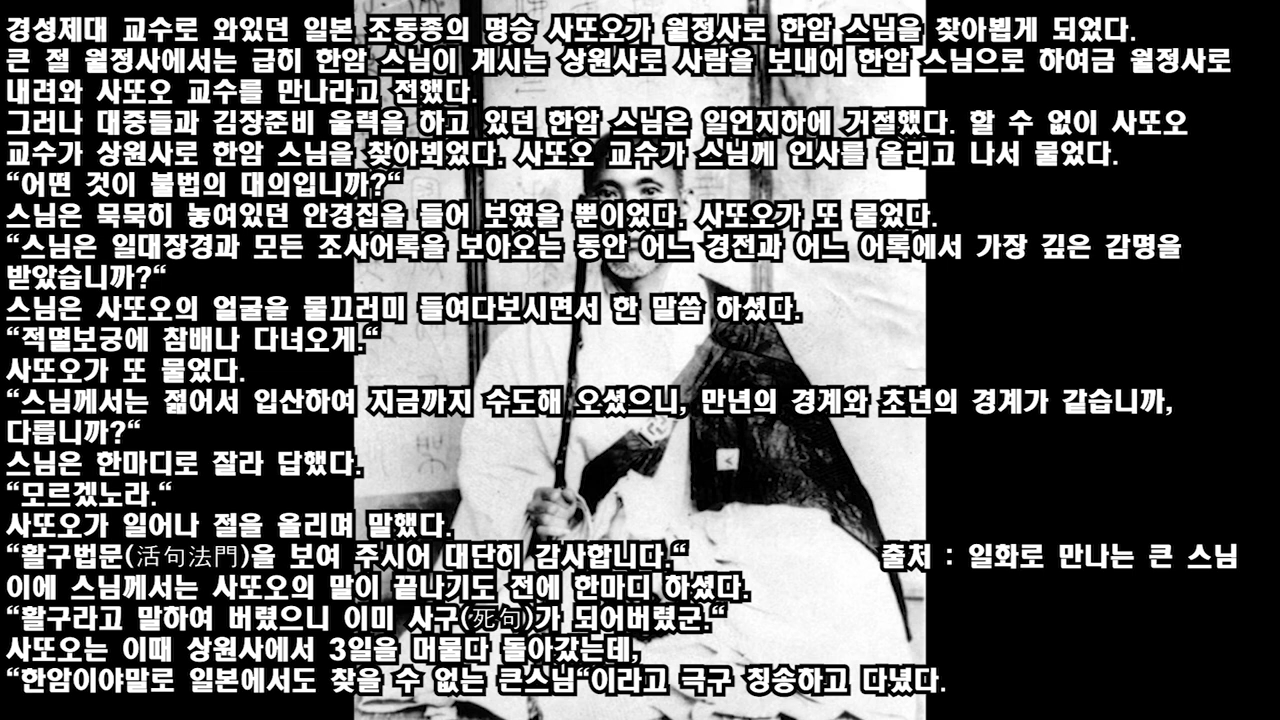 경성제대 교수로 와있던 일본 조동종의 명승 사또오가 월정사로 한암 스님을 찾아뵙게 되었다.
큰 절 월정사에서는 급히 한암 스님이 계시는 상원사로 사람을 보내어 한암 스님으로 하여금 월정사로
내려와 사또오 교수를 만나라고 전했다.
그러나 대중들과 김장준비 울력을 하고 있던 한암 스님은 일언지하에 거절했다. 할 수 없이 사또오
교수가 상원사로 한암 스님을 찾아뵈었다. 사또오 교수가 스님께 인사를 올리고 나서 물었다.
“어떤 것이 불법의 대의입니까?“
스님은 묵묵히 놓여있던 안경집을 들어 보였을 뿐이었다. 사또오가 또 물었다.
“스님은 일대장경과 모든 조사어록을 보아오는 동안 어느 경전과 어느 어록에서 가장 깊은 감명을
받았습니까?“
스님은 사또오의 얼굴을 물끄러미 들여다보시면서 한 말씀 하셨다.
“적멸보궁에 참배나 다녀오게.“
사또오가 또 물었다.
“스님께서는 젊어서 입산하여 지금까지 수도해 오셨으니, 만년의 경계와 초년의 경계가 같습니까,
다릅니까?“
스님은 한마디로 잘라 답했다.
“모르겠노라.“
사또오가 일어나 절을 올리며 말했다.
“활구법문(活句法門)을 보여 주시어 대단히 감사합니다.“ 출처 : 일화로 만나는 큰 스님
이에 스님께서는 사또오의 말이 끝나기도 전에 한마디 하셨다.
“활구라고 말하여 버렸으니 이미 사구(死句)가 되어버렸군.“
사또오는 이때 상원사에서 3일을 머물다 돌아갔는데,
“한암이야말로 일본에서도 찾을 수 없는 큰스님“이라고 극구 칭송하고 다녔다.